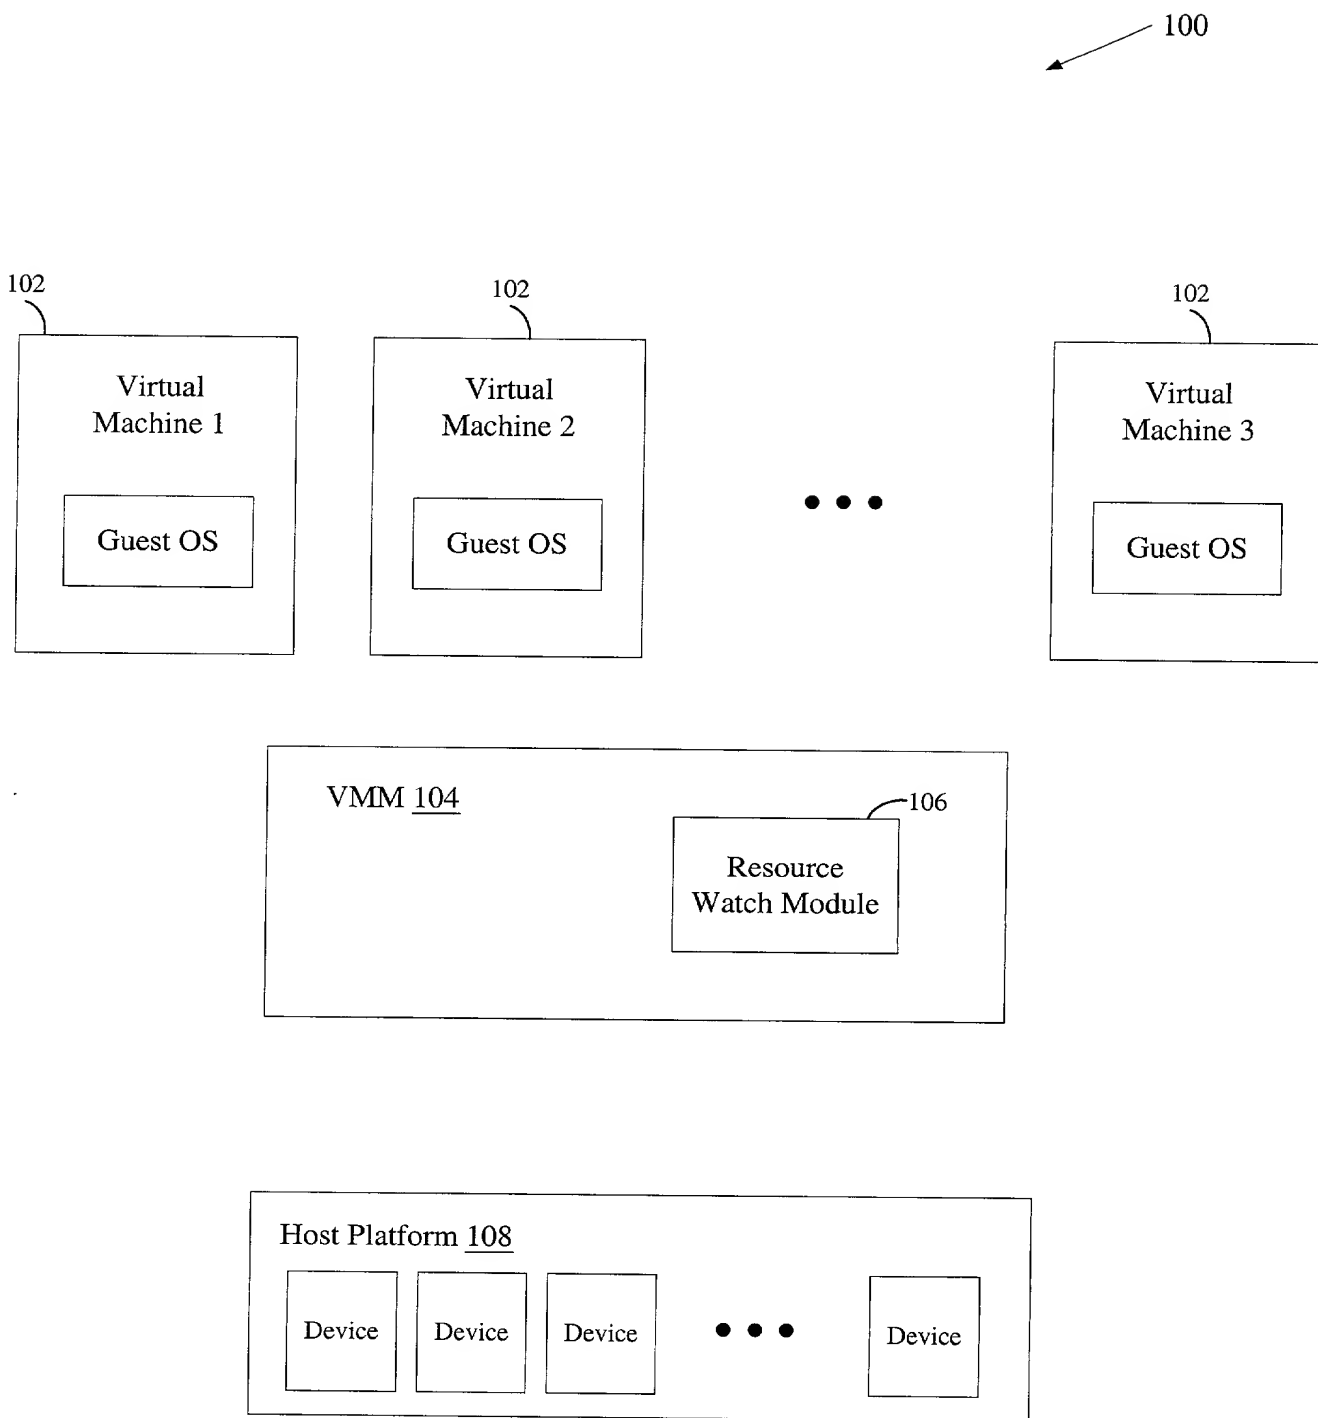 100
102
102
102
Virtual
Machine 1
Guest OS
Virtual
Machine 2
Guest OS
Virtual
Machine 3
Guest OS
VMM 104
106
Resource
Watch Module
Host Platform 108
Device
Device
Device
Device